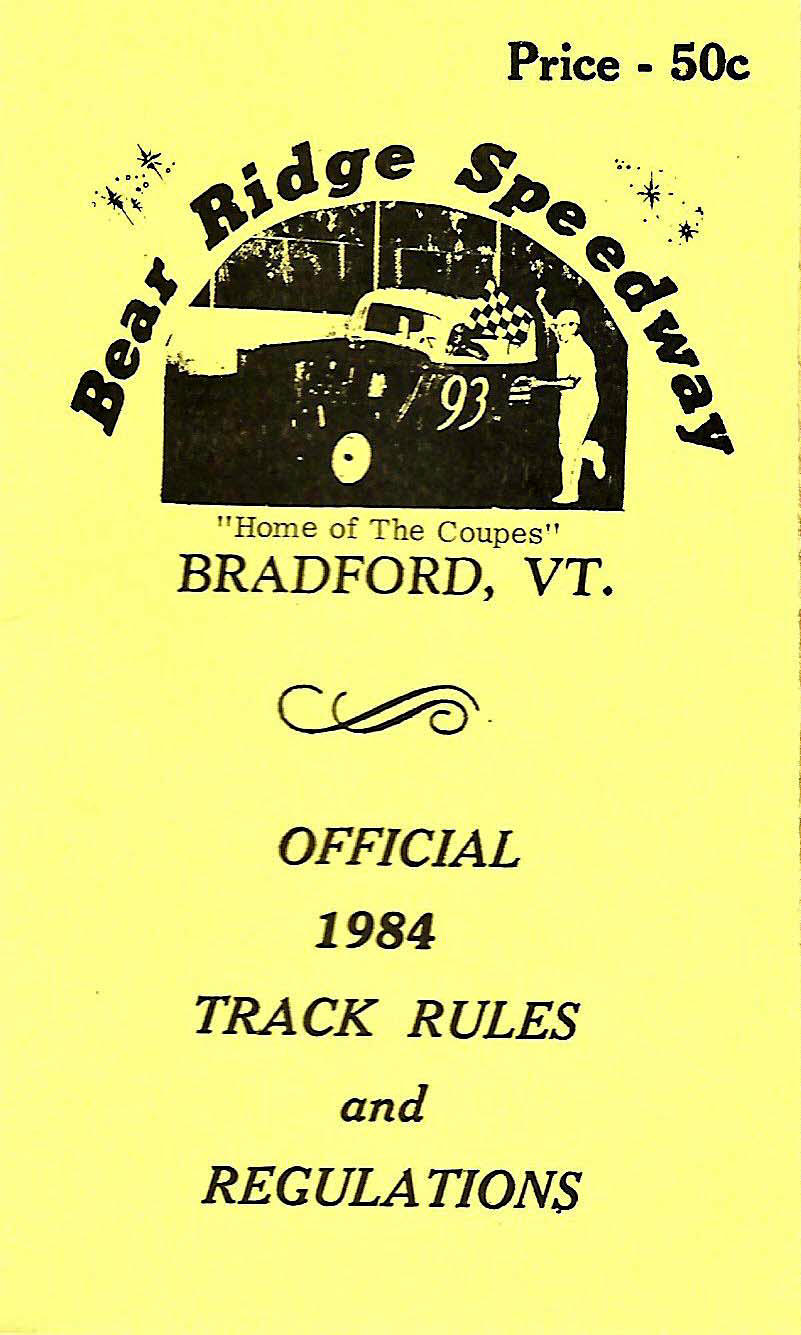 Price - 50c
Bear Ridge Speedway
93
"Home of The Coupes"
BRADFORD, VT.
OFFICIAL
1984
TRACK RULES
and
REGULATIONS